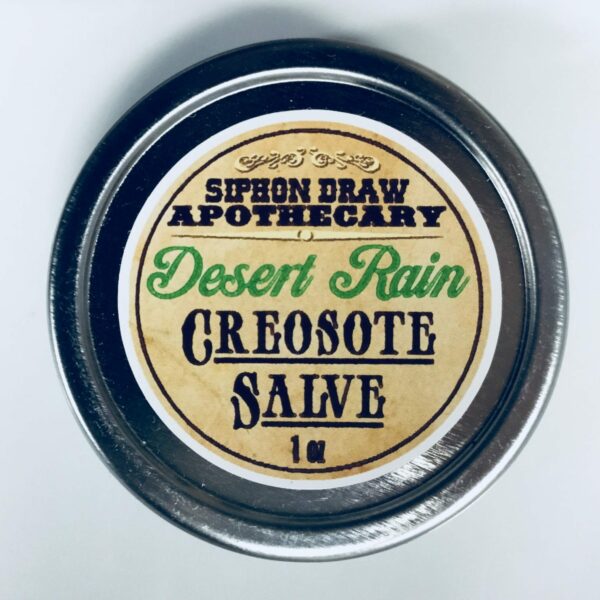 SIPHON DRAW
APOTHECARY
Desert Rain
CREOSOTE
SALVE
1 oz